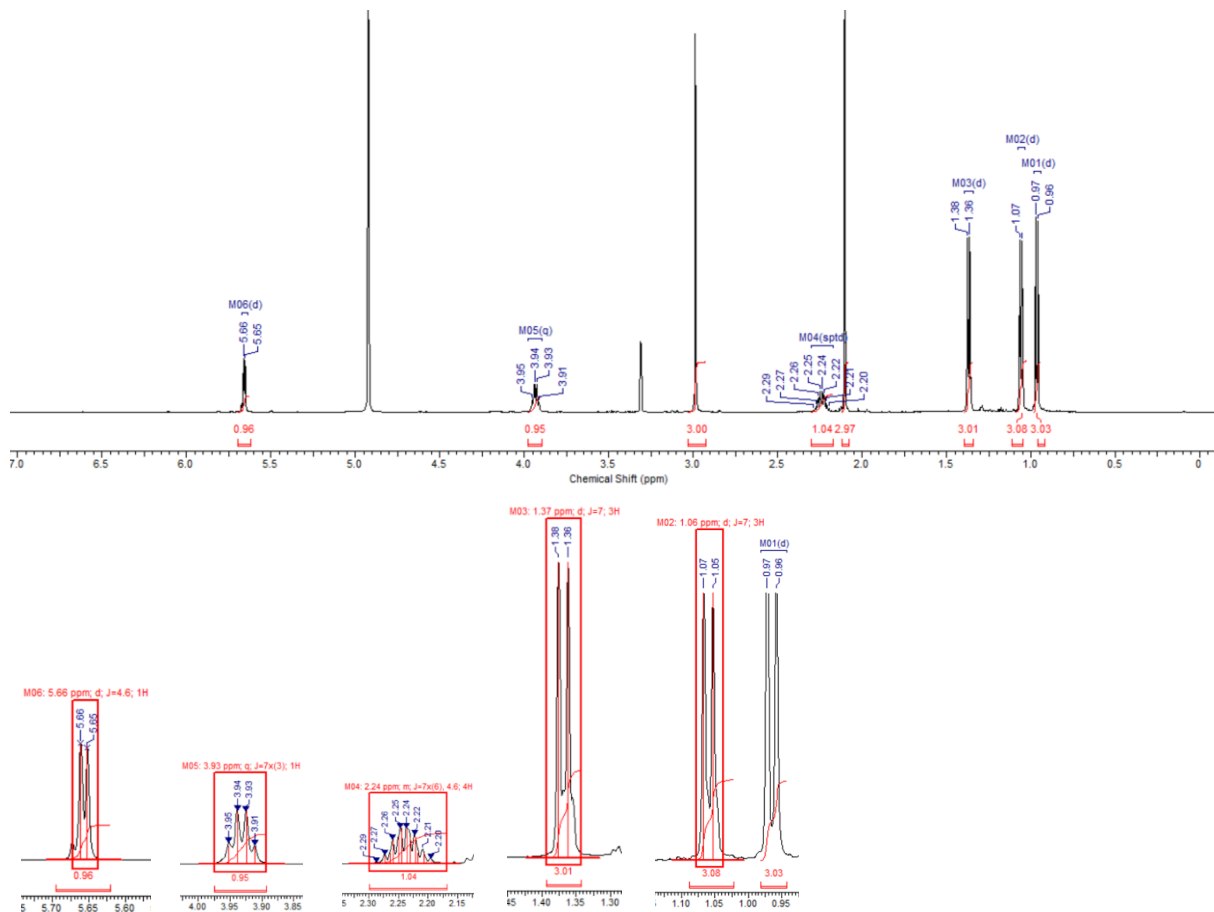 M02(d)
M01(d)
M03(d)
1.38
1.36
1.07
0.97
0.96
M06(d)
5.66
5.65
M05(q)
3.95
3.94
3.93
3.91
M04(sptd)
2.29
2.27
2.26
2.25
2.24
2.22
2.21
2.20
0.96
0.95
3.00
1.04
2.97
3.01
3.08
3.03
7.0 6.5 6.0 5.5 5.0 4.5 4.0 3.5 3.0 2.5 2.0 1.5 1.0 0.5 0
Chemical Shift (ppm)
M03: 1.37 ppm; d; J=7; 3H
1.38
1.36
M02: 1.06 ppm; d; J=7; 3H
1.07
1.05
M01(d)
0.97
0.96
M06: 5.66 ppm; d; J=4.6; 1H
5.66
5.65
M05: 3.93 ppm; q; J=7x(3); 1H
3.95
3.94
3.93
3.91
M04: 2.24 ppm; m; J=7x(6), 4.6; 4H
2.29
2.27
2.26
2.25
2.24
2.22
2.21
2.20
0.96
0.95
1.04
3.01
3.08
3.03
.5 5.70 5.65 5.60
4.00 3.95 3.90 3.85
5 2.30 2.25 2.20 2.15
45 1.40 1.35 1.30
1.10 1.05 1.00 0.95